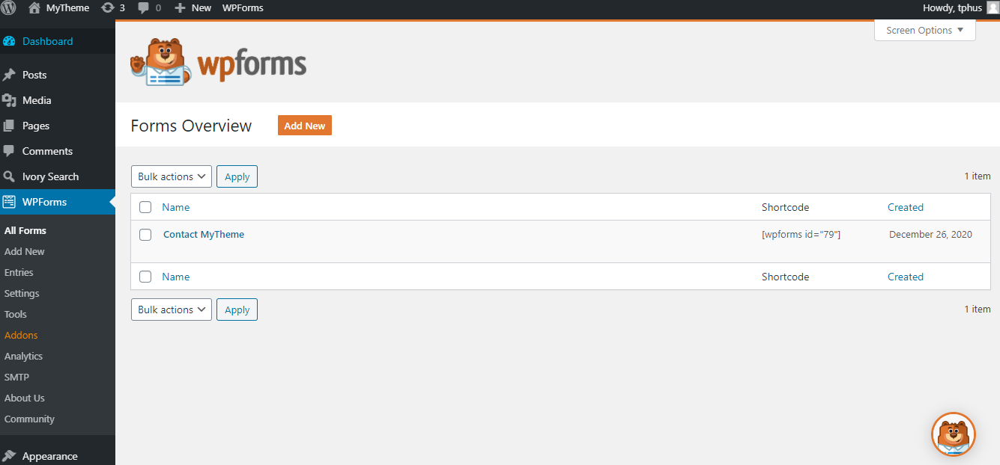 MyTheme 3 0 New WPForms Howdy, tphus
Screen Options
Dashboard
Posts
Media
Pages
Comments
Ivory Search
WPForms
All Forms
Add New
Entries
Settings
Tools
Addons
Analytics
SMTP
About Us
Community
Appearance
wpforms
Forms Overview Add New
Bulk actions Apply 1 item
Name Shortcode Created
Contact MyTheme [wpforms id="79"] December 26, 2020
Name Shortcode Created
Bulk actions Apply 1 item